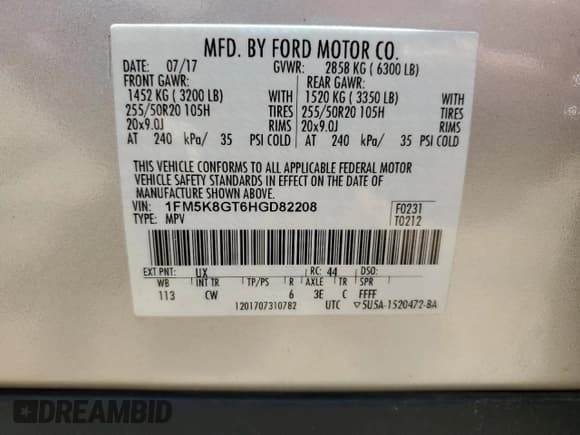 MFD. BY FORD MOTOR CO.
DATE: 07/17 GVWR: 2858 KG ( 6300 LB)
FRONT GAWR: REAR GAWR:
1452 KG ( 3200 LB) WITH 1520 KG ( 3350 LB) WITH
255/50R20 105H TIRES 255/50R20 105H TIRES
20x9.0J RIMS 20x9.0J RIMS
AT 240 kPa/ 35 PSI COLD AT 240 kPa/ 35 PSI COLD
THIS VEHICLE CONFORMS TO ALL APPLICABLE FEDERAL MOTOR
VEHICLE SAFETY STANDARDS IN EFFECT ON THE DATE OF
MANUFACTURE SHOWN ABOVE.
VIN: 1FM5K8GT6HGD82208 F0231
TYPE: MPV T0212
EXT PNT: UX RC: 44 DSO:
WB INT TR TP/PS R AXLE TR SPR
113 CW 6 3E C FFFF
1201707310782 UTC ▽5U5A-1520472-BA
DREAMBID